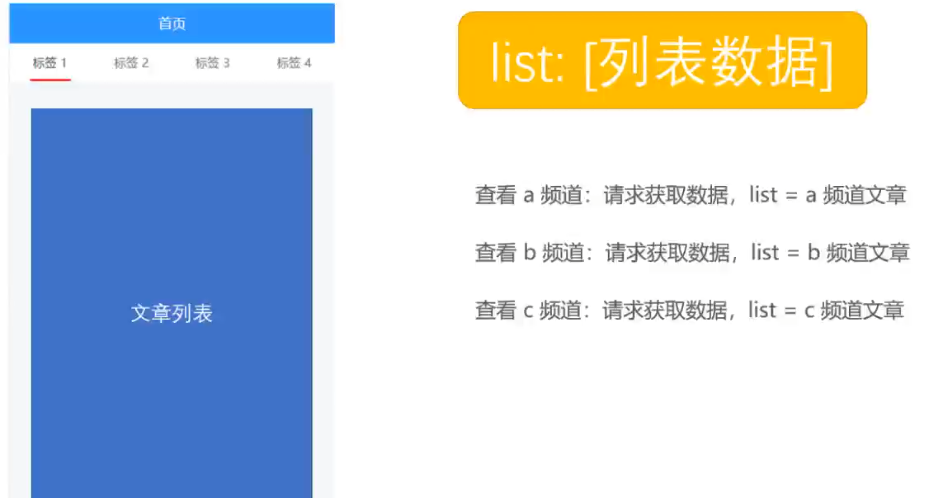 首页
标签 1 标签 2 标签 3 标签 4
文章列表
list: [列表数据]
查看 a 频道：请求获取数据，list = a 频道文章
查看 b 频道：请求获取数据，list = b 频道文章
查看 c 频道：请求获取数据，list = c 频道文章